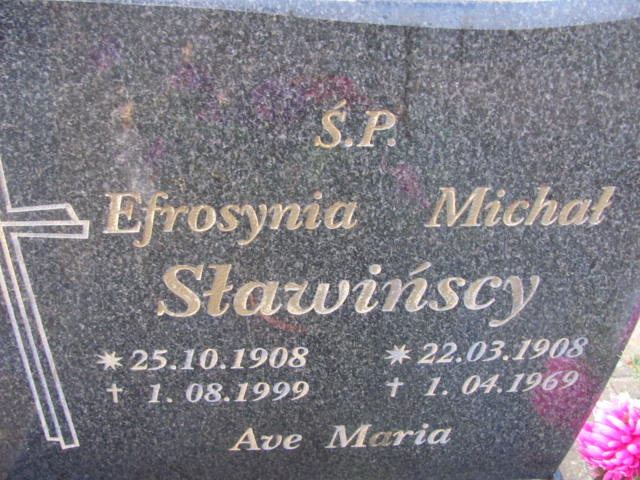 Ś.P.
Efrosynia Michał
Sławińscy
* 25.10.1908 * 22.03.1908
† 1.08.1999 † 1.04.1969
Ave Maria